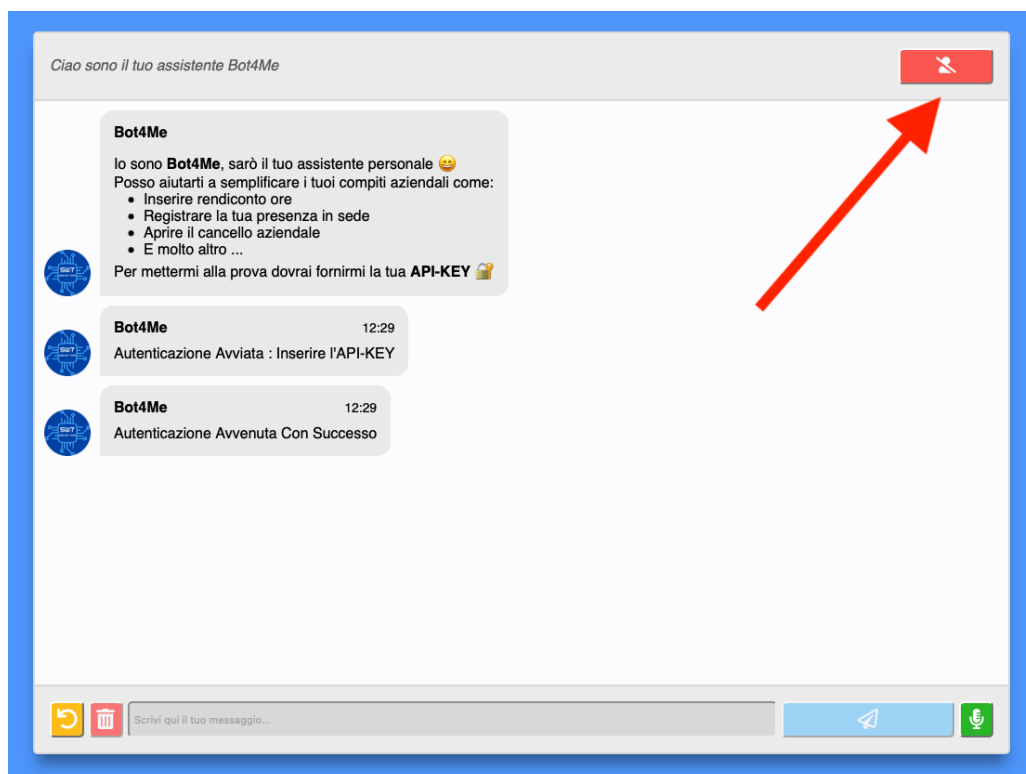 Ciao sono il tuo assistente Bot4Me
Bot4Me
Io sono Bot4Me, sarò il tuo assistente personale 😄
Posso aiutarti a semplificare i tuoi compiti aziendali come:
• Inserire rendiconto ore
• Registrare la tua presenza in sede
• Aprire il cancello aziendale
• E molto altro ...
Per mettermi alla prova dovrai fornirmi la tua API-KEY 🔐
Bot4Me 12:29
Autenticazione Avviata : Inserire l'API-KEY
Bot4Me 12:29
Autenticazione Avvenuta Con Successo
Scrivi qui il tuo messaggio...